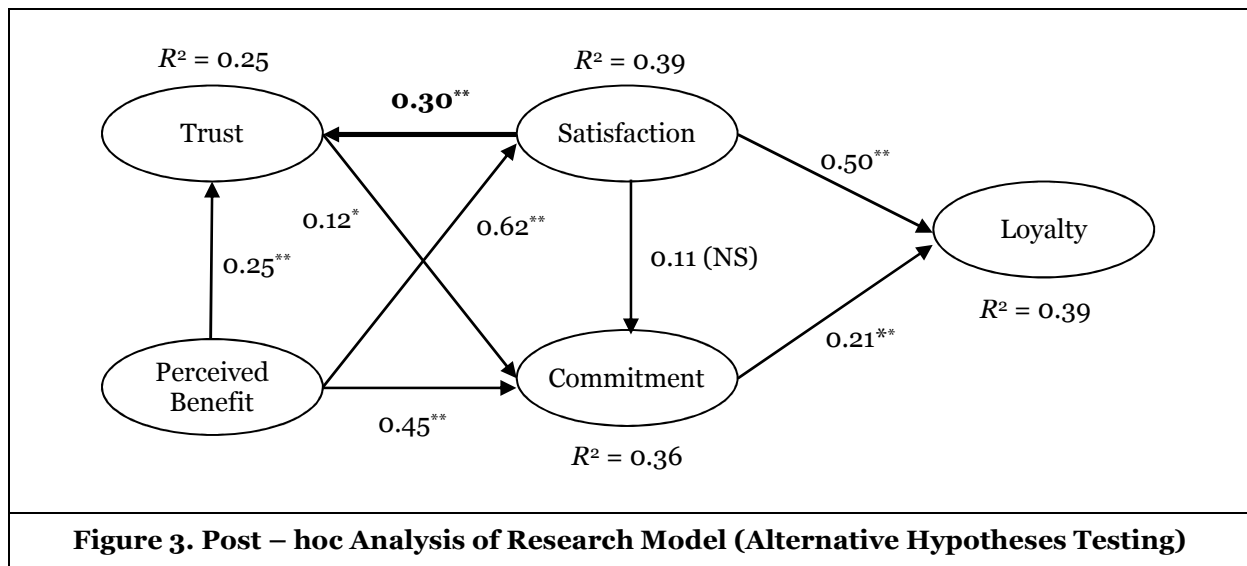 R² = 0.25
R² = 0.39
0.30**
Trust
Satisfaction
0.50**
0.12*
0.62**
Loyalty
0.11 (NS)
0.25**
R² = 0.39
0.21**
Perceived
Benefit
Commitment
0.45**
R² = 0.36
Figure 3. Post – hoc Analysis of Research Model (Alternative Hypotheses Testing)